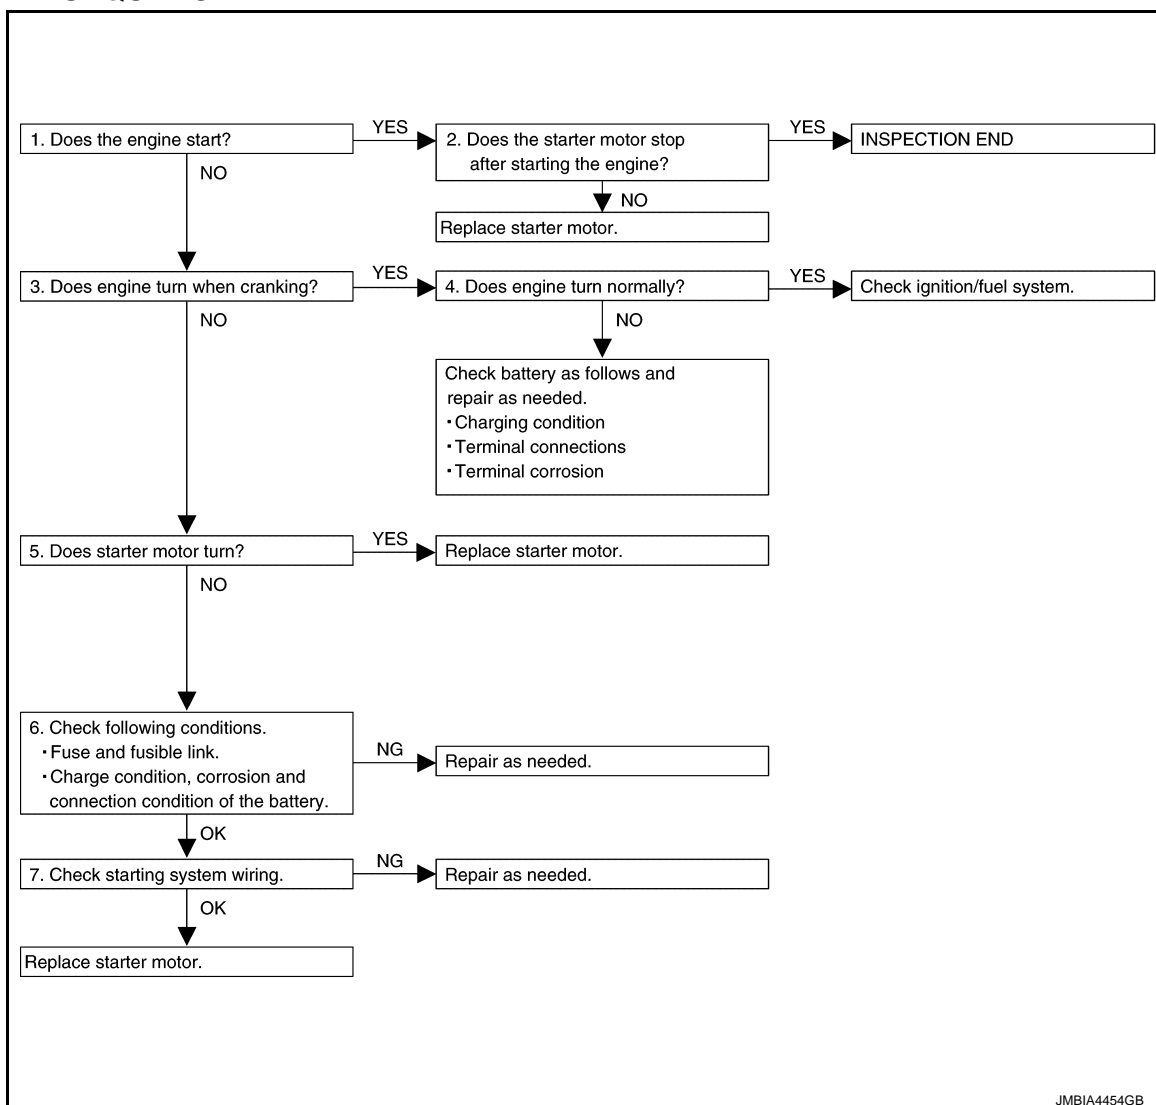 1. Does the engine start?
YES
2. Does the starter motor stop
after starting the engine?
YES
INSPECTION END
NO
NO
Replace starter motor.
3. Does engine turn when cranking?
YES
4. Does engine turn normally?
YES
Check ignition/fuel system.
NO
NO
Check battery as follows and
repair as needed.
・Charging condition
・Terminal connections
・Terminal corrosion
5. Does starter motor turn?
YES
Replace starter motor.
NO
6. Check following conditions.
・Fuse and fusible link.
・Charge condition, corrosion and
connection condition of the battery.
NG
Repair as needed.
OK
7. Check starting system wiring.
NG
Repair as needed.
OK
Replace starter motor.
JMBIA4454GB